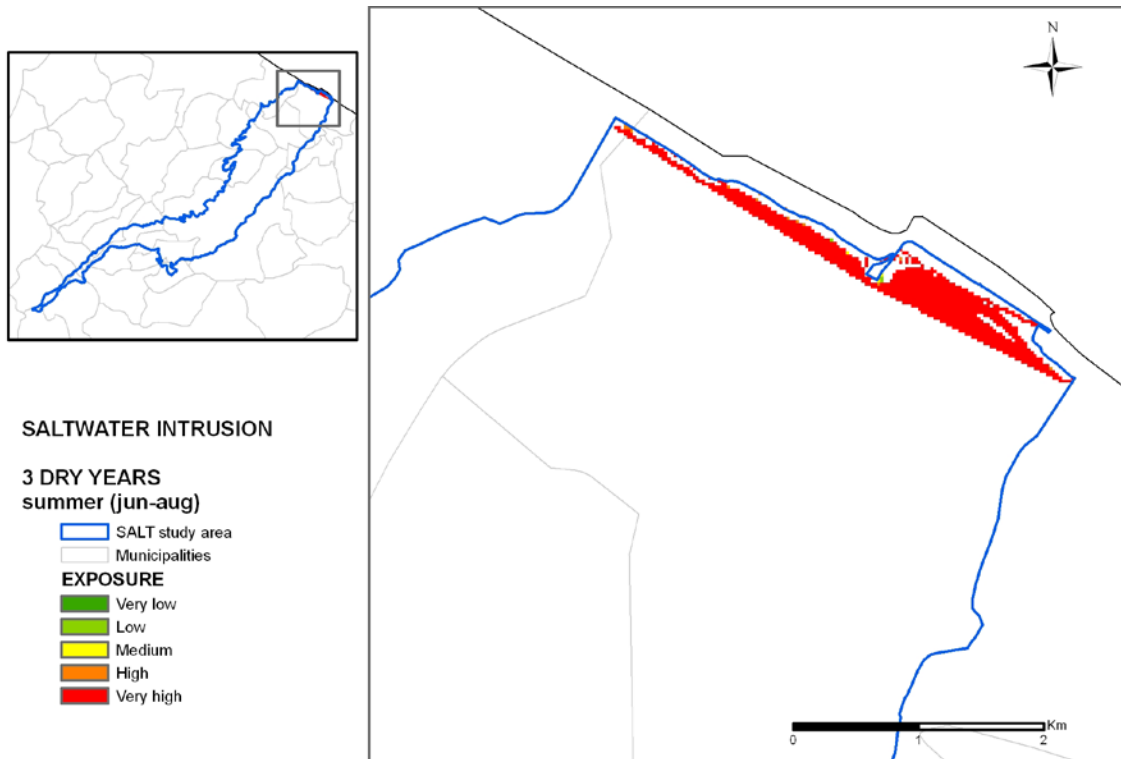 N
SALTWATER INTRUSION
3 DRY YEARS
summer (jun-aug)
SALT study area
Municipalities
EXPOSURE
Very low
Low
Medium
High
Very high
Km
0 1 2